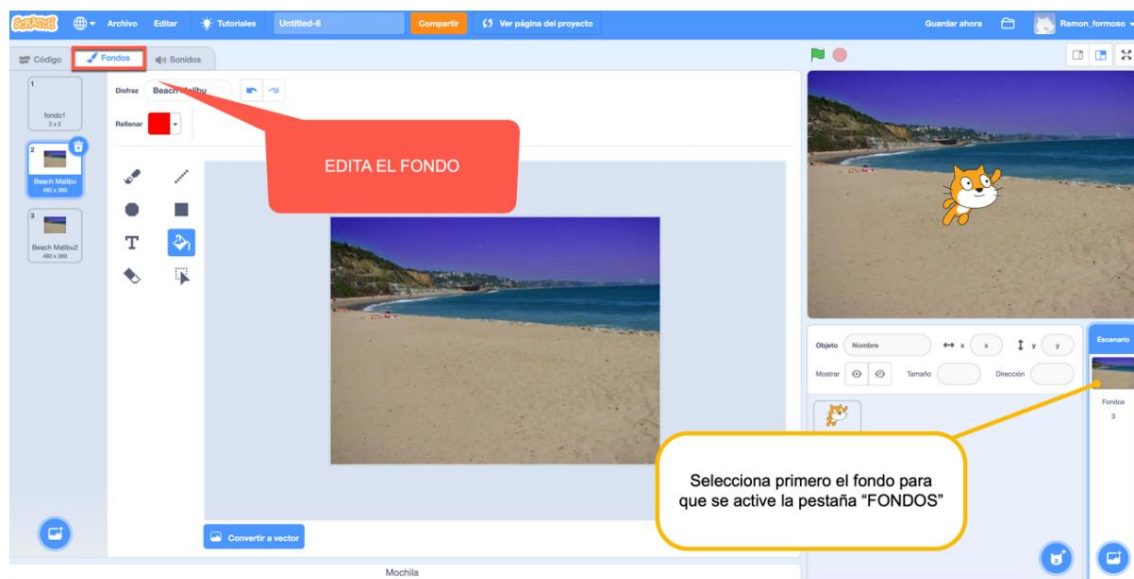 SCRATCH Archivo Editar Tutoriales Untitled-6 Compartir Ver página del proyecto Guardar ahora Ramon_formoso
Código Fondos Sonidos
1
fondo1
2 x 2
2
Beach Malibu
480 x 360
3
Beach Malibu2
480 x 360
Disfraz Beach Malibu
Rellenar
EDITA EL FONDO
T
Convertir a vector
Mochila
Objeto Nombre x x y y
Mostrar Tamaño Dirección
Escenario
Fondos
3
Selecciona primero el fondo para
que se active la pestaña “FONDOS”